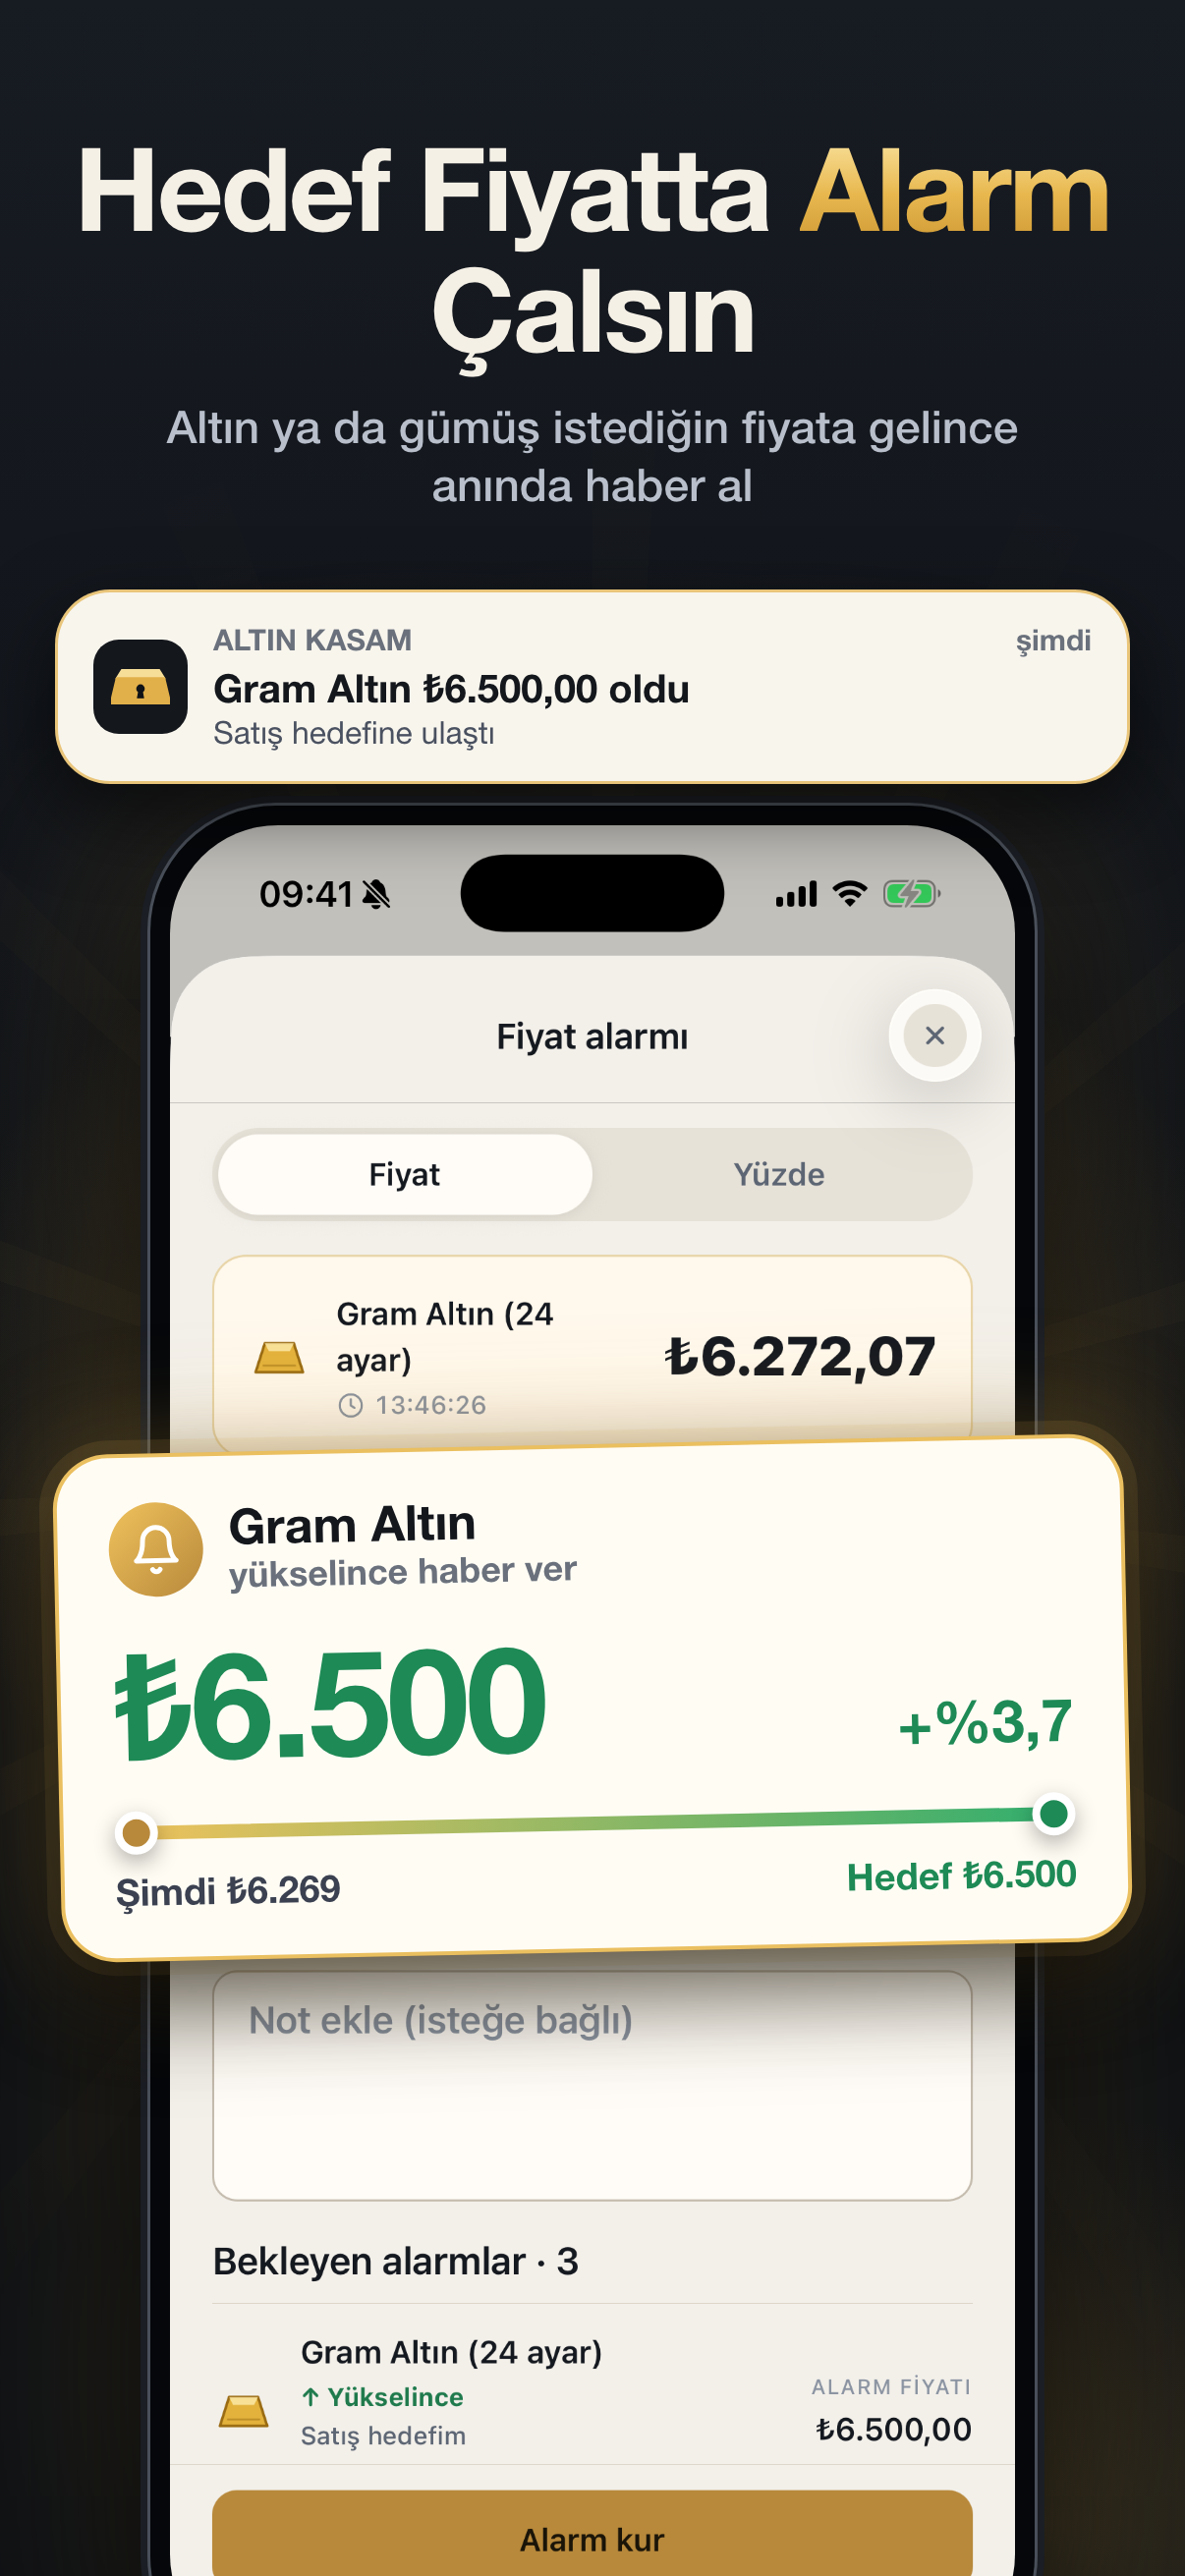 Hedef Fiyatta Alarm
Çalsın
Altın ya da gümüş istediğin fiyata gelince
anında haber al
ALTIN KASAM
şimdi
Gram Altın ₺6.500,00 oldu
Satış hedefine ulaştı
09:41
Fiyat alarmı
Fiyat
Yüzde
Gram Altın (24
ayar)
₺6.272,07
13:46:26
Gram Altın
yükselince haber ver
₺6.500
+%3,7
Şimdi ₺6.269
Hedef ₺6.500
Not ekle (isteğe bağlı)
Bekleyen alarmlar · 3
Gram Altın (24 ayar)
↑ Yükselince
Satış hedefim
ALARM FİYATI
₺6.500,00
Alarm kur